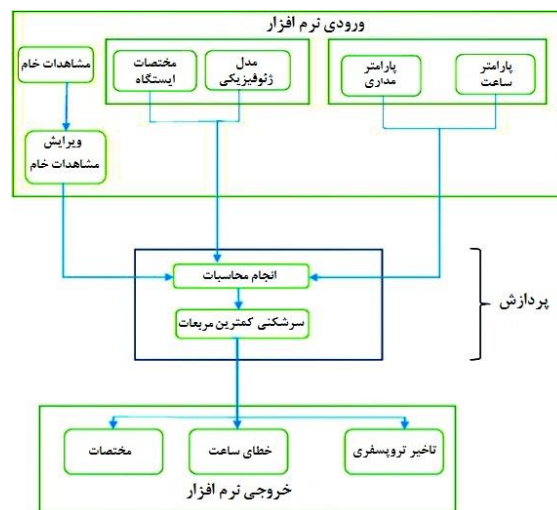 ورودی نرم افزار
پارامتر
ساعت
پارامتر
مداری
مدل
ژئوفیزیکی
مختصات
ایستگاه
مشاهدات خام
ویرایش
مشاهدات خام
انجام محاسبات
سرشکنی کمترین مربعات
پردازش
تاخیر تروپسفری
خطای ساعت
مختصات
خروجی نرم افزار